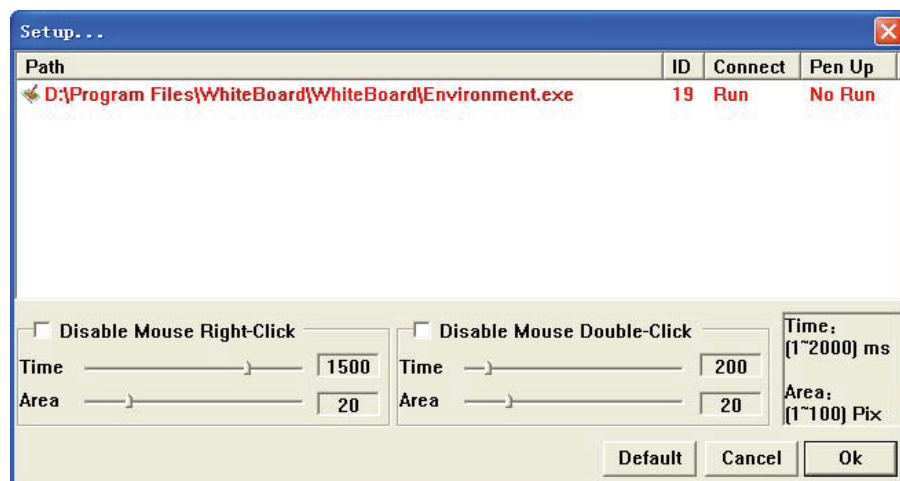 Setup...
Path ID Connect Pen Up
D:\Program Files\WhiteBoard\WhiteBoard\Environment.exe 19 Run No Run
Disable Mouse Right-Click Disable Mouse Double-Click Time:
Time 1500 Time 200 (1~2000) ms
Area 20 Area 20 Area:
(1~100) Pix
Default Cancel Ok